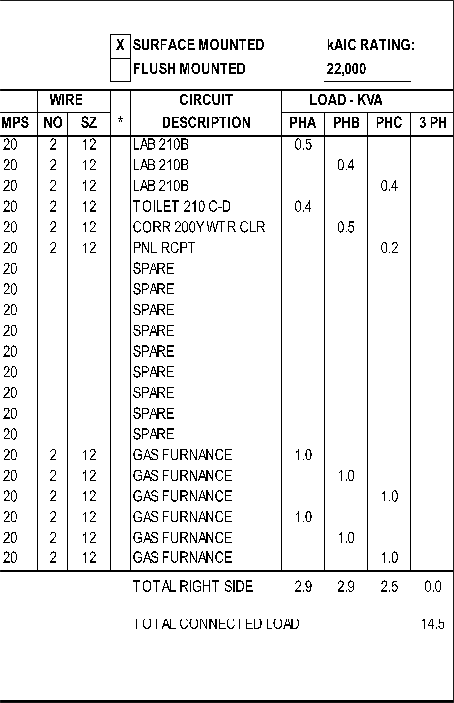 X SURFACE MOUNTED kAIC RATING:
FLUSH MOUNTED 22,000
WIRE CIRCUIT LOAD - KVA
MPS NO SZ * DESCRIPTION PHA PHB PHC 3 PH
20 2 12 LAB 210B 0.5
20 2 12 LAB 210B 0.4
20 2 12 LAB 210B 0.4
20 2 12 TOILET 210 C-D 0.4
20 2 12 CORR 200Y WTR CLR 0.5
20 2 12 PNL RCPT 0.2
20 SPARE
20 SPARE
20 SPARE
20 SPARE
20 SPARE
20 SPARE
20 SPARE
20 SPARE
20 SPARE
20 2 12 GAS FURNANCE 1.0
20 2 12 GAS FURNANCE 1.0
20 2 12 GAS FURNANCE 1.0
20 2 12 GAS FURNANCE 1.0
20 2 12 GAS FURNANCE 1.0
20 2 12 GAS FURNANCE 1.0
TOTAL RIGHT SIDE 2.9 2.9 2.5 0.0
TOTAL CONNECTED LOAD 14.5